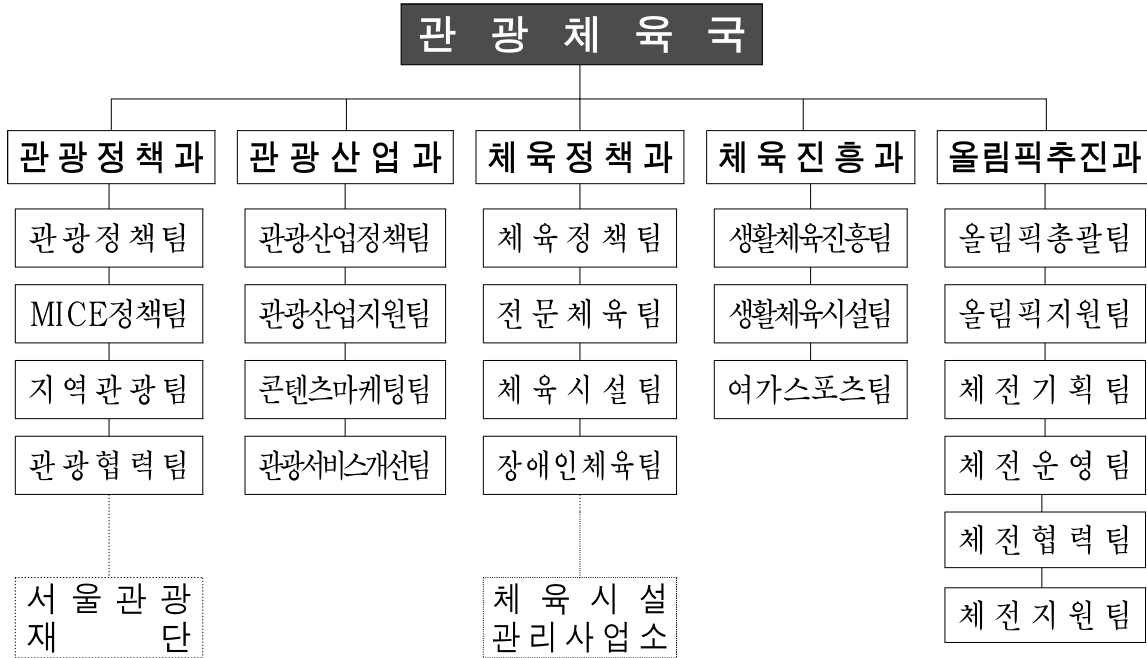 관광체육국
관광정책과
관광정책팀
MICE정책팀
지역관광팀
관광협력팀
서울관광
재단
관광산업과
관광산업정책팀
관광산업지원팀
콘텐츠마케팅팀
관광서비스개선팀
체육정책과
체육정책팀
전문체육팀
체육시설팀
장애인체육팀
체육시설
관리사업소
체육진흥과
생활체육진흥팀
생활체육시설팀
여가스포츠팀
올림픽추진과
올림픽총괄팀
올림픽지원팀
체전기획팀
체전운영팀
체전협력팀
체전지원팀